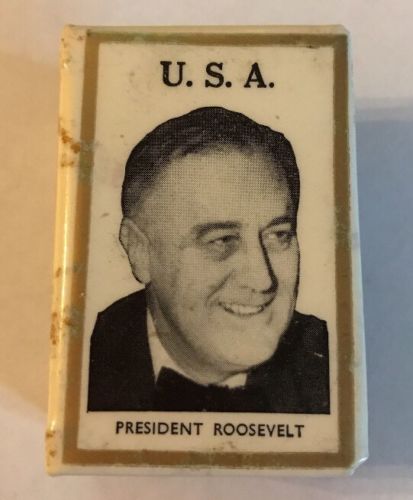 U. S. A.
PRESIDENT ROOSEVELT